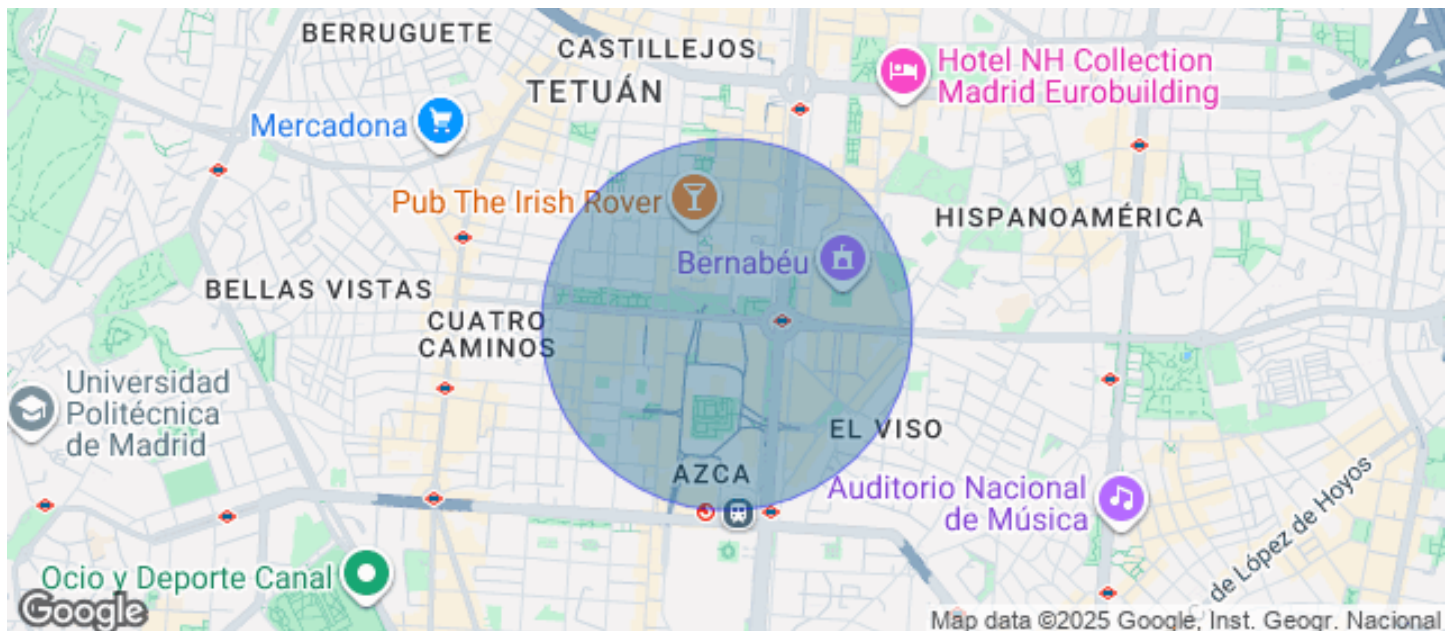 BERRUGUETE
CASTILLEJOS
TETUÁN
Hotel NH Collection
Madrid Eurobuilding
Mercadona
Pub The Irish Rover
HISPANOAMÉRICA
Bernabéu
BELLAS VISTAS
CUATRO
CAMINOS
Universidad
Politécnica
de Madrid
EL VISO
AZCA
Auditorio Nacional
de Música
de López de Hoyos
Ocio y Deporte Canal
Google
Map data ©2025 Google, Inst. Geogr. Nacional